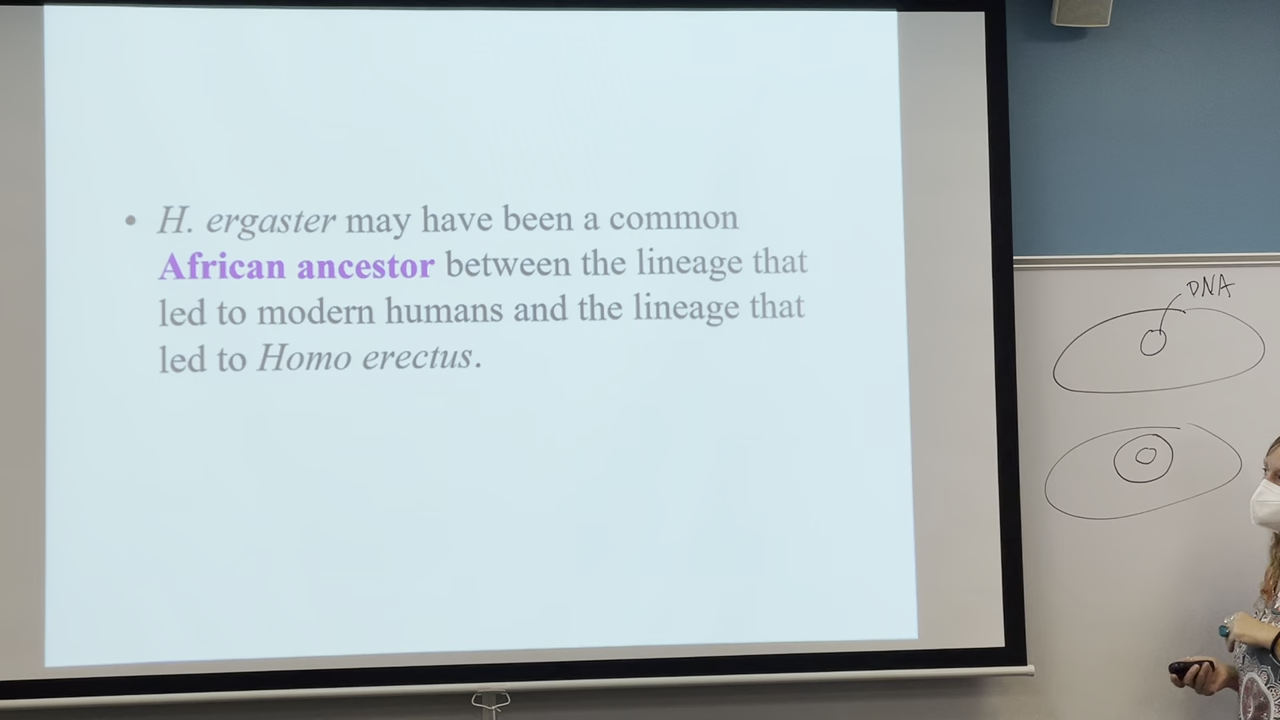 • H. ergaster may have been a common
African ancestor between the lineage that
led to modern humans and the lineage that
led to Homo erectus.
DNA